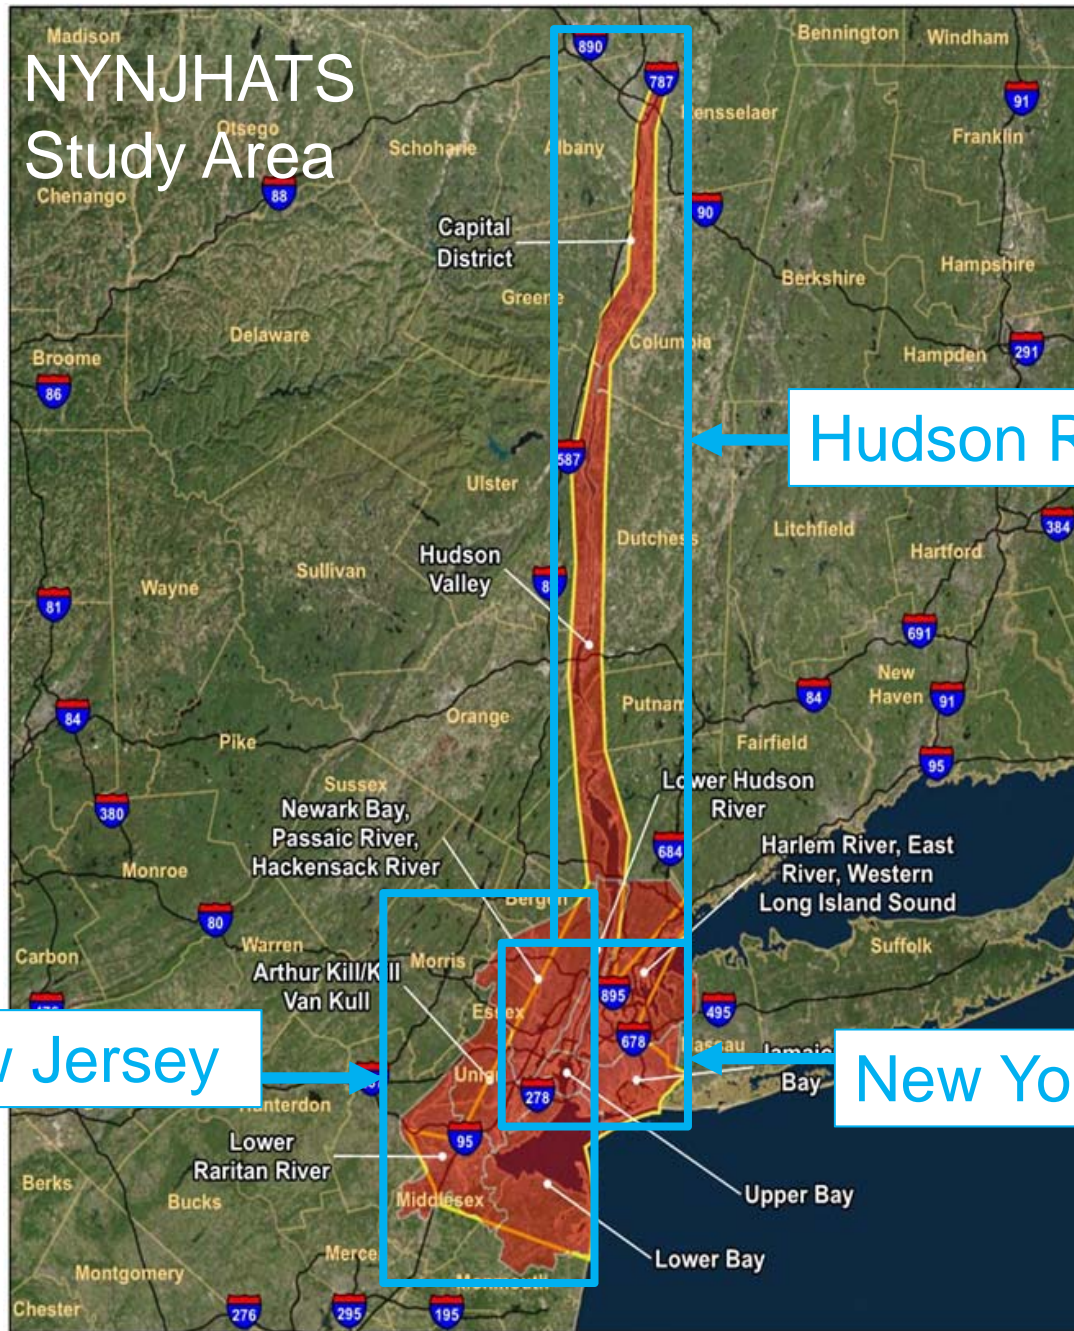 NYNJHATS
Study Area
Madison
890
Bennington
Windham
787
91
Otsego
Schoharie
Albany
Rensselaer
Franklin
Chenango
88
90
Capital
District
Hampshire
Berkshire
Greene
Delaware
Columbia
Broome
Hampden
291
86
Hudson R
587
Ulster
384
Dutchess
Litchfield
Hartford
Hudson
Valley
Sullivan
Wayne
81
691
New
Haven
84
91
Putnam
Orange
84
Pike
Fairfield
95
Sussex
Lower Hudson
River
Newark Bay,
Passaic River,
Hackensack River
380
684
Harlem River, East
River, Western
Long Island Sound
Monroe
Bergen
80
Warren
Suffolk
Carbon
Morris
Arthur Kill/Kill
Van Kull
895
495
Essex
678
Nassau
Jamaic
Bay
w Jersey
New Yo
Union
278
Hunterdon
95
Lower
Raritan River
Berks
Bucks
Middlesex
Upper Bay
Mercer
Lower Bay
Montgomery
Monmouth
Chester
276
295
195